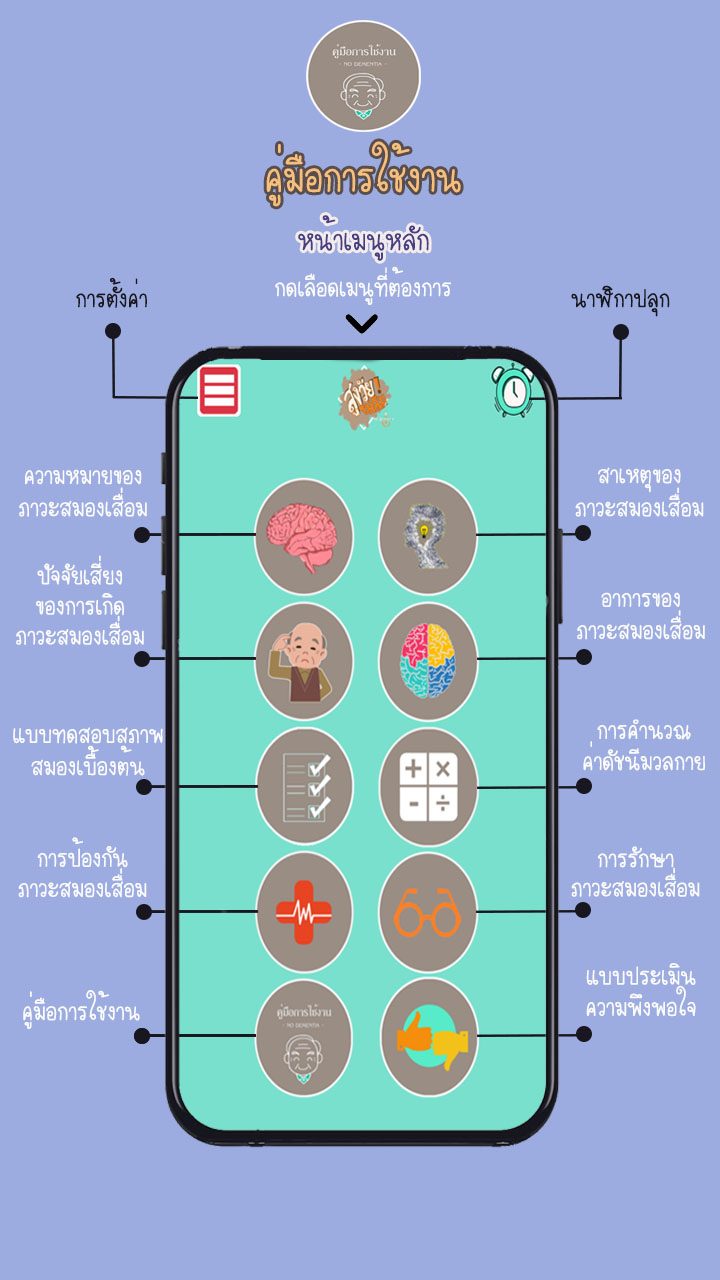 คู่มือการใช้งาน
- NO DEMENTIA -
คู่มือการใช้งาน
หน้าเมนูหลัก
กดเลือดเมนูที่ต้องการ
การตั้งค่า
นาฬิกาปลุก
สูงวัย!
ความหมายของ
ภาวะสมองเสื่อม
สาเหตุของ
ภาวะสมองเสื่อม
ปัจจัยเสี่ยง
ของการเกิด
ภาวะสมองเสื่อม
อาการของ
ภาวะสมองเสื่อม
แบบทดสอบสภาพ
สมองเบื้องต้น
การคำนวณ
ค่าดัชนีมวลกาย
การป้องกัน
ภาวะสมองเสื่อม
การรักษา
ภาวะสมองเสื่อม
คู่มือการใช้งาน
แบบประเมิน
ความพึงพอใจ
คู่มือการใช้งาน
- NO DEMENTIA -